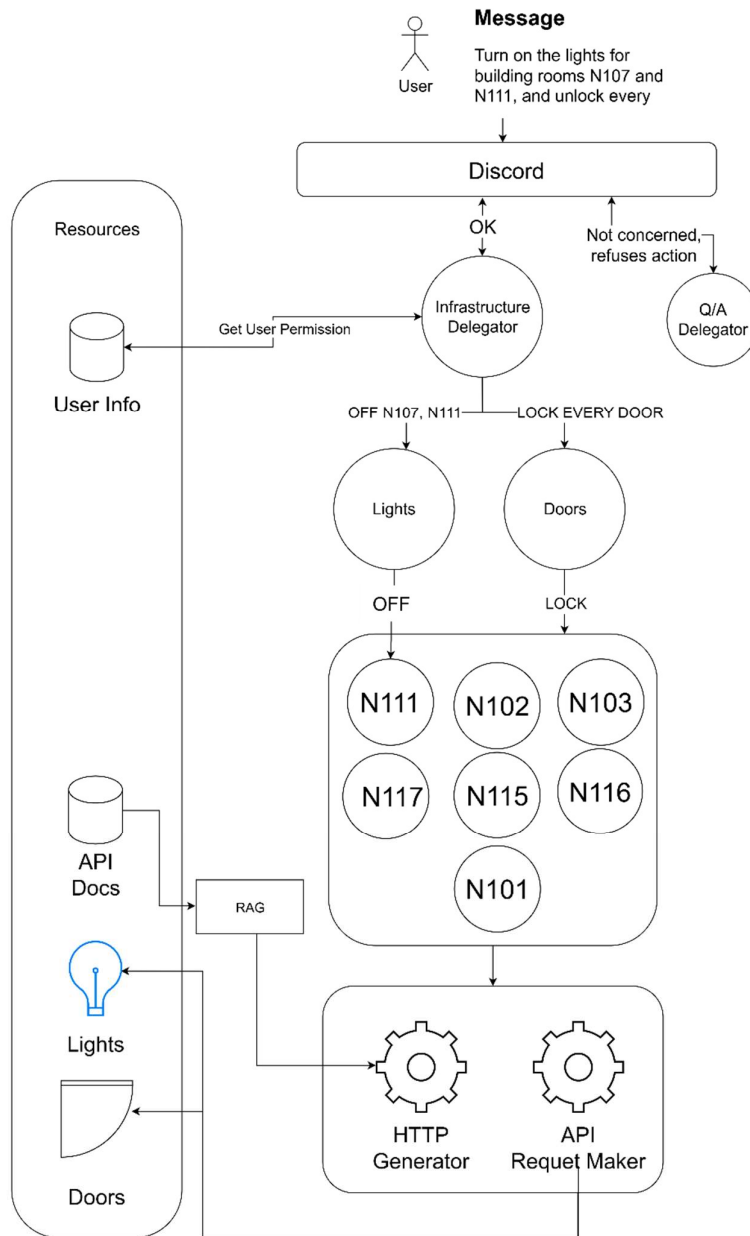 Message
Turn on the lights for
building rooms N107 and
N111, and unlock every
User
Discord
Resources
OK
Not concerned,
refuses action
Infrastructure
Delegator
Q/A
Delegator
Get User Permission
User Info
OFF N107, N111
LOCK EVERY DOOR
Lights
Doors
OFF
LOCK
N111
N102
N103
N117
N115
N116
N101
API
Docs
RAG
Lights
HTTP
Generator
API
Requet Maker
Doors